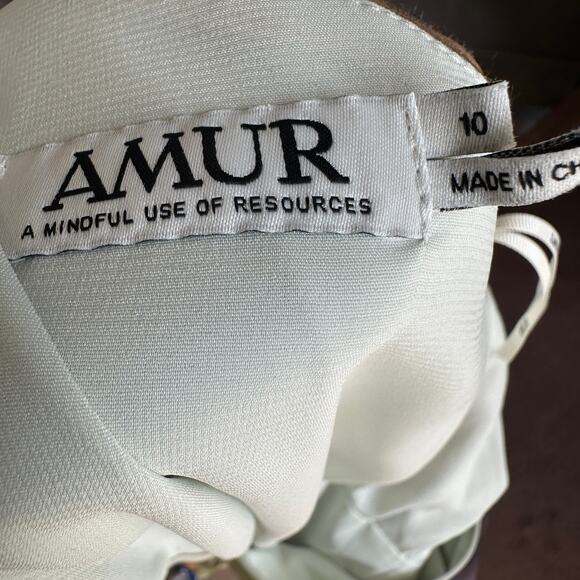 AMUR
A MINDFUL USE OF RESOURCES
10
MADE IN CH